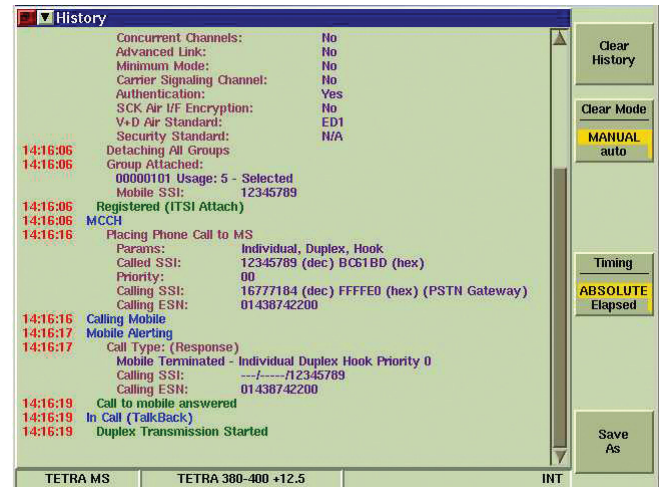 History
Concurrent Channels: No
Advanced Link: No
Minimum Mode: No
Carrier Signaling Channel: No
Authentication: Yes
SCK Air I/F Encryption: No
V+D Air Standard: ED1
Security Standard: N/A
14:16:06 Detaching All Groups
14:16:06 Group Attached:
00000101 Usage: 5 - Selected
Mobile SSI: 12345789
14:16:06 Registered (ITSI Attach)
14:16:06 MCCH
14:16:16 Placing Phone Call to MS
Params: Individual, Duplex, Hook
Called SSI: 12345789 (dec) BC61BD (hex)
Priority: 00
Calling SSI: 16777184 (dec) FFFFE0 (hex) (PSTN Gateway)
Calling ESN: 01438742200
14:16:16 Calling Mobile
14:16:17 Mobile Alerting
14:16:17 Call Type: (Response)
Mobile Terminated - Individual Duplex Hook Priority 0
Calling SSI: ---/-----/12345789
Calling ESN: 01438742200
14:16:19 Call to mobile answered
14:16:19 In Call (TalkBack)
14:16:19 Duplex Transmission Started
TETRA MS TETRA 380-400 +12.5 INT
Clear
History
Clear Mode
MANUAL
auto
Timing
ABSOLUTE
Elapsed
Save
As